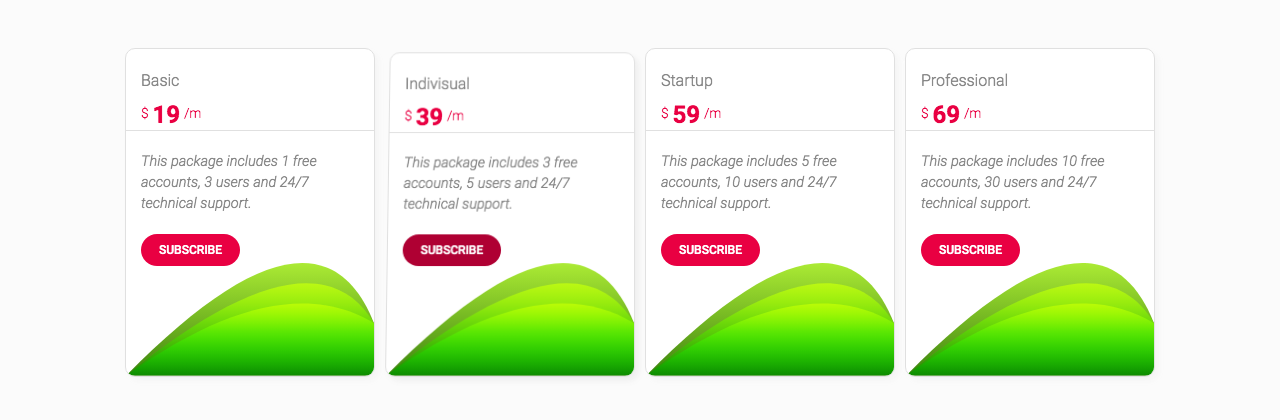 Basic
$ 19 /m
This package includes 1 free
accounts, 3 users and 24/7
technical support.
SUBSCRIBE
Indivisual
$ 39 /m
This package includes 3 free
accounts, 5 users and 24/7
technical support.
SUBSCRIBE
Startup
$ 59 /m
This package includes 5 free
accounts, 10 users and 24/7
technical support.
SUBSCRIBE
Professional
$ 69 /m
This package includes 10 free
accounts, 30 users and 24/7
technical support.
SUBSCRIBE